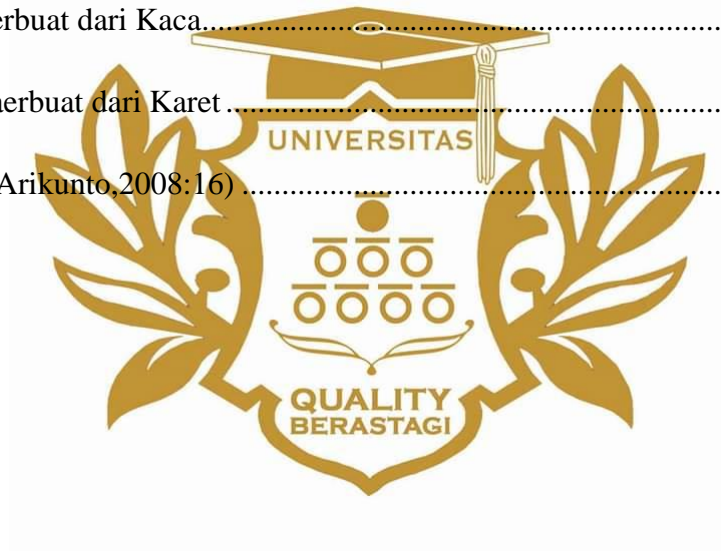 erbuat dari Kaca........................................................................
erbuat dari Karet........................................................................
UNIVERSITAS
Arikunto,2008:16)........................................................................
QUALITY
BERASTAGI